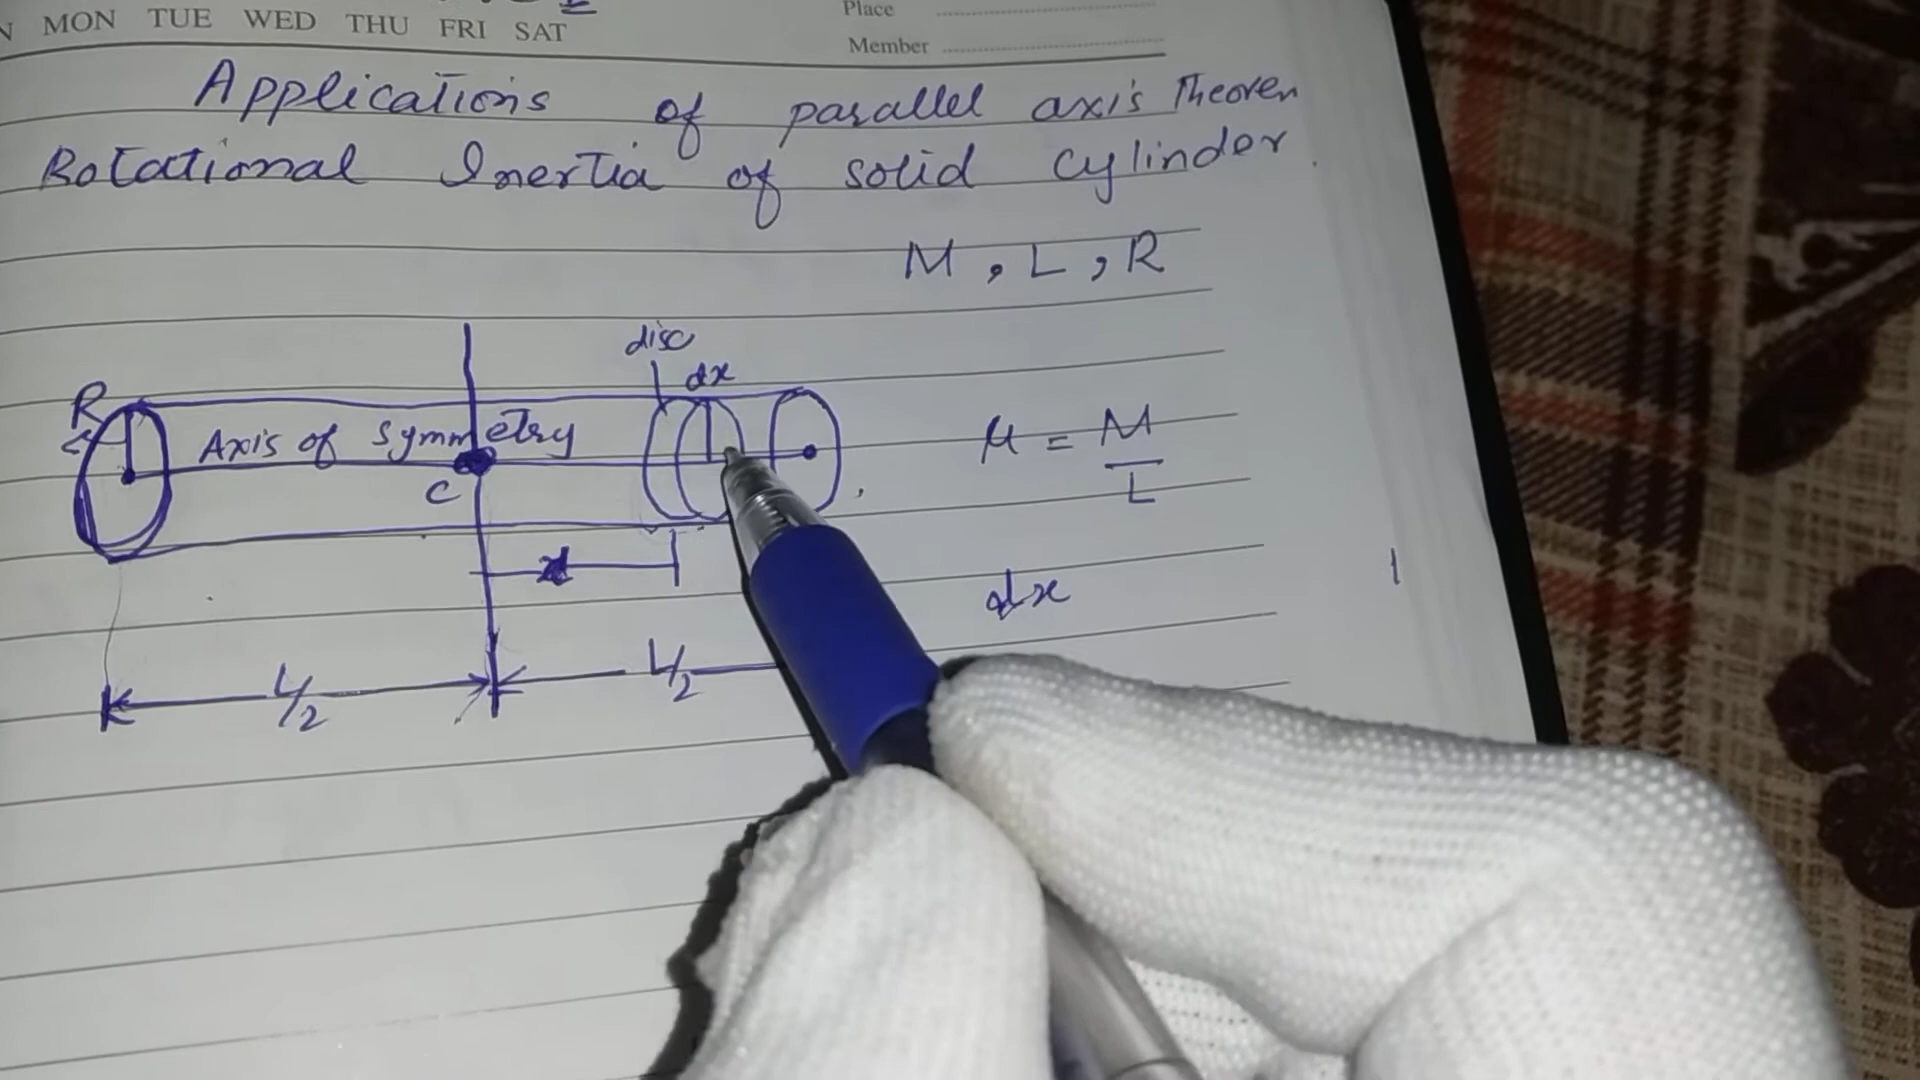 MON TUE WED THU FRI SAT
Place
Member
Applications of parallel axis Theorem
Rotational Inertia of solid cylinder.
M, L, R
disc
dx
R
Axis of Symmetry
C
μ = M/L
x
dx
L/2 L/2